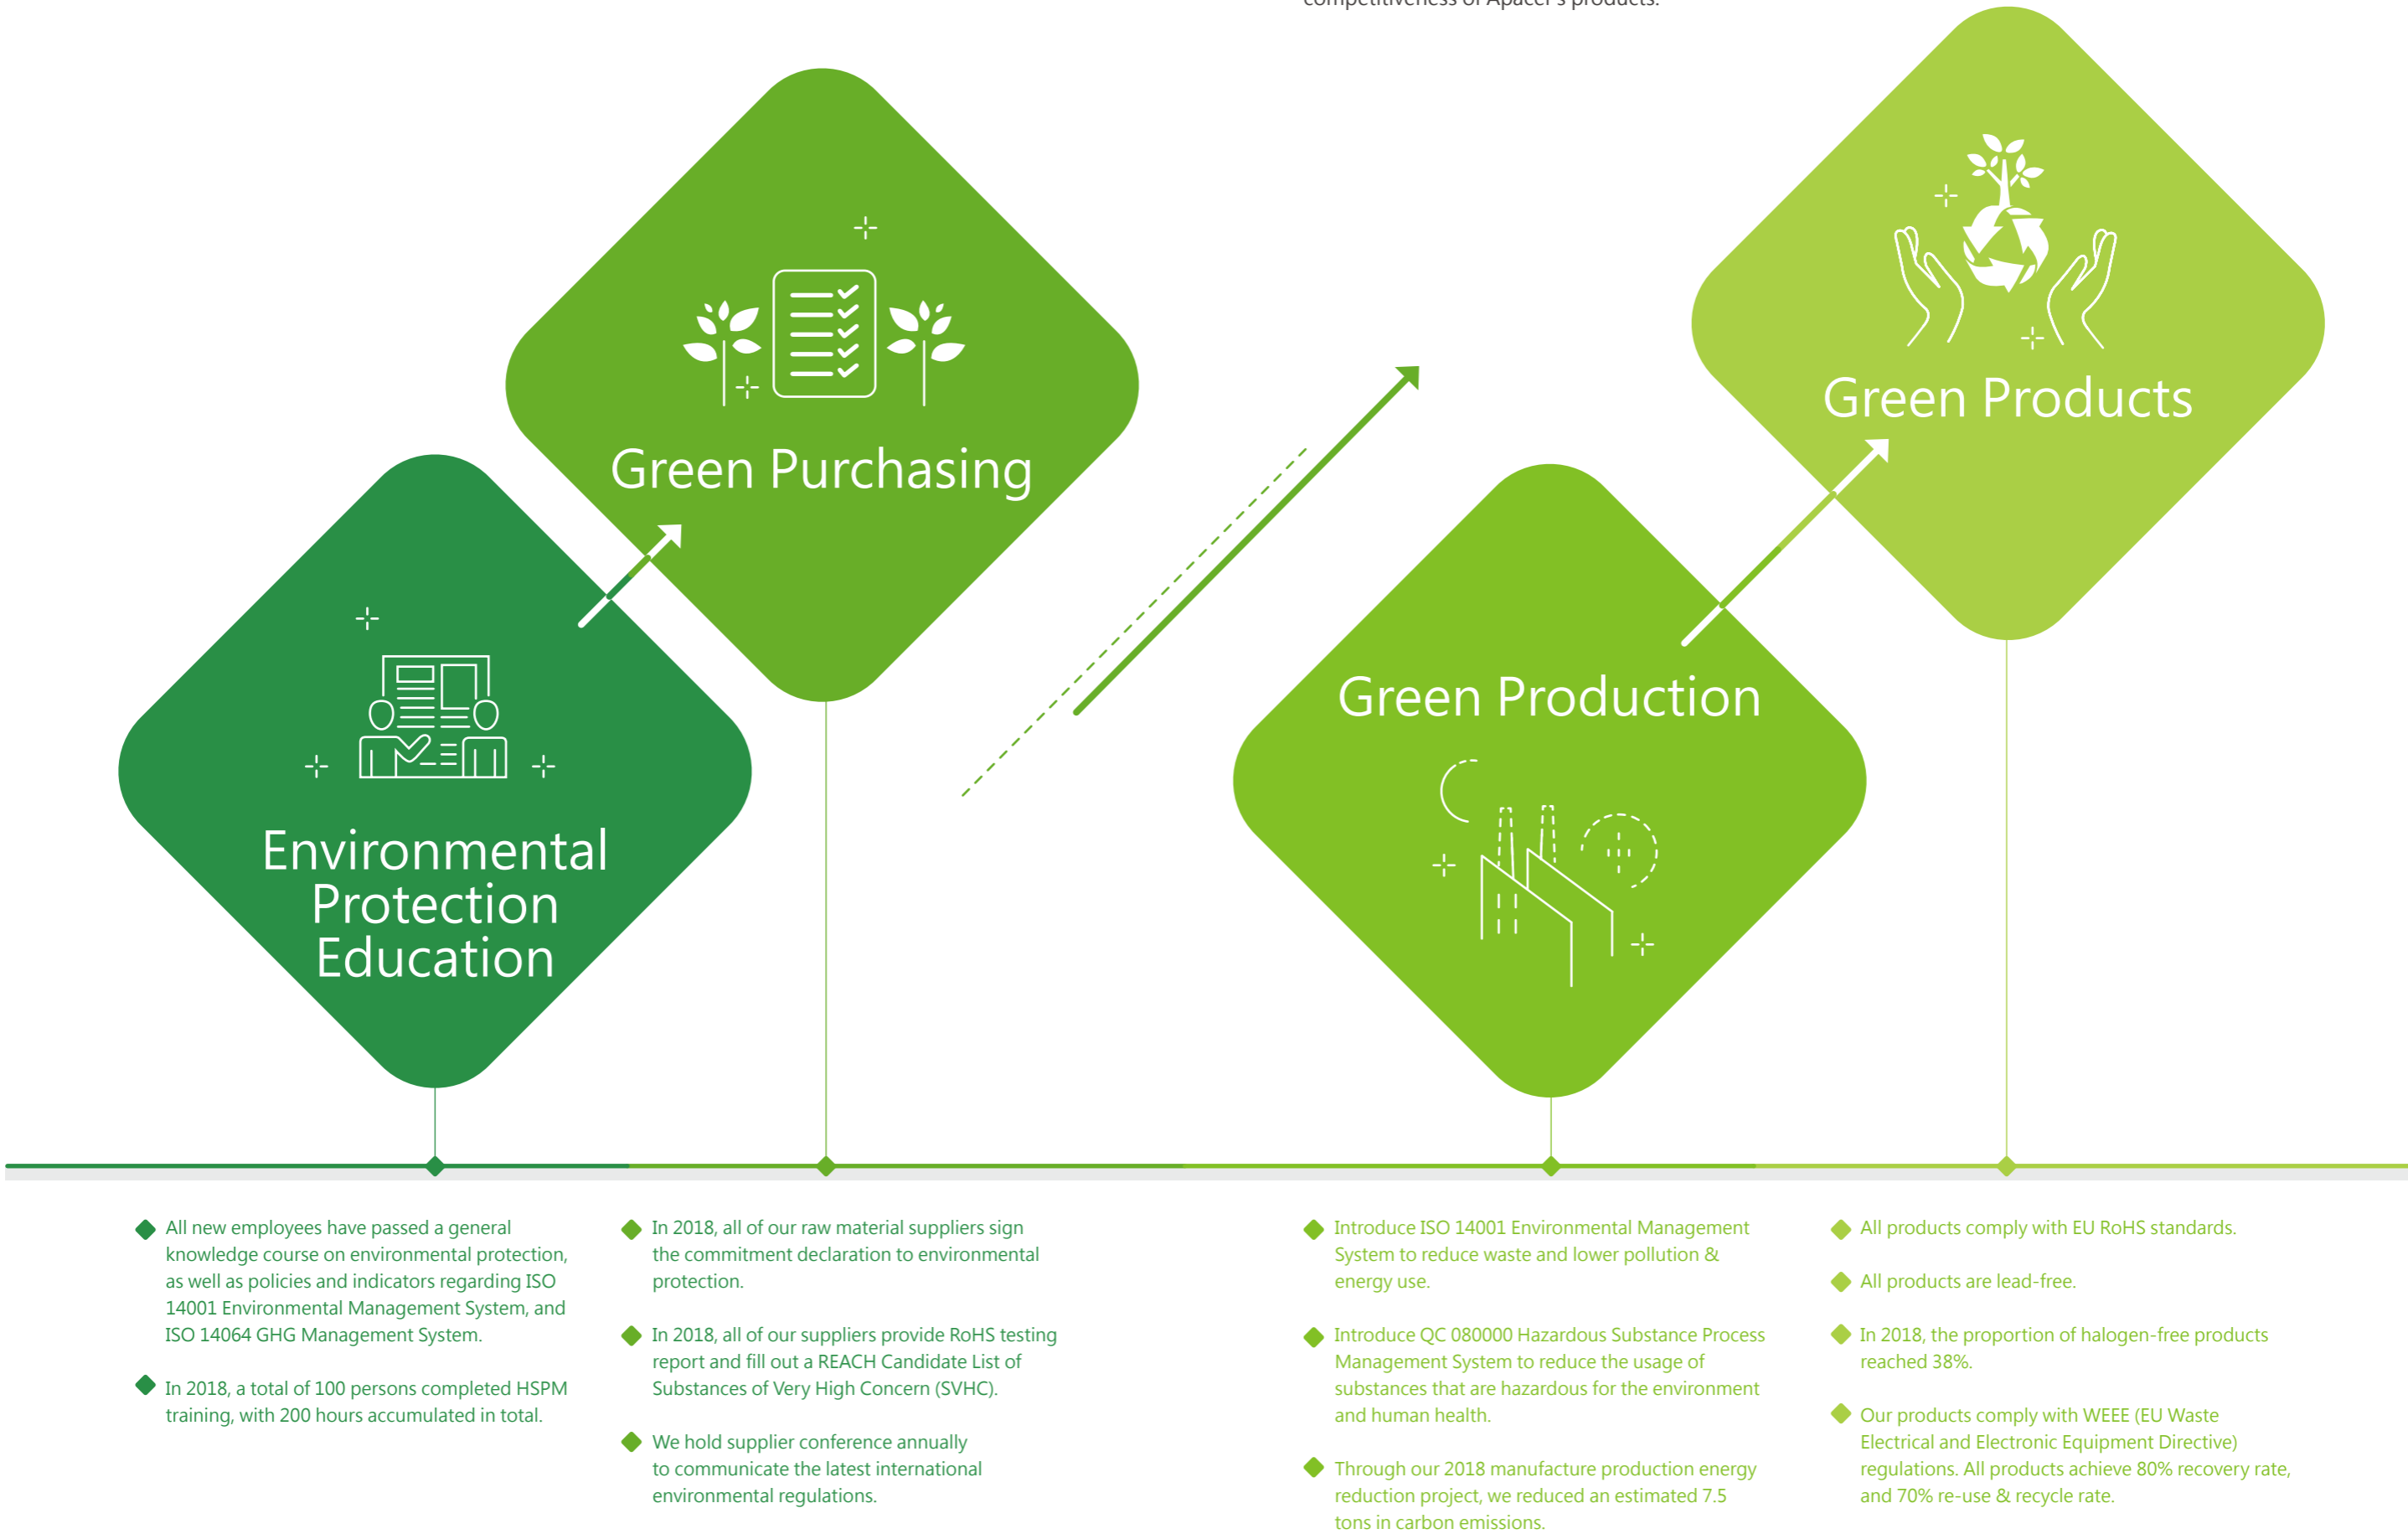 competitiveness of Apacer's products.
Green Products
Green Purchasing
Green Production
Environmental
Protection
Education
All new employees have passed a general
knowledge course on environmental protection,
as well as policies and indicators regarding ISO
14001 Environmental Management System, and
ISO 14064 GHG Management System.
In 2018, a total of 100 persons completed HSPM
training, with 200 hours accumulated in total.
In 2018, all of our raw material suppliers sign
the commitment declaration to environmental
protection.
In 2018, all of our suppliers provide RoHS testing
report and fill out a REACH Candidate List of
Substances of Very High Concern (SVHC).
We hold supplier conference annually
to communicate the latest international
environmental regulations.
Introduce ISO 14001 Environmental Management
System to reduce waste and lower pollution &
energy use.
Introduce QC 080000 Hazardous Substance Process
Management System to reduce the usage of
substances that are hazardous for the environment
and human health.
Through our 2018 manufacture production energy
reduction project, we reduced an estimated 7.5
tons in carbon emissions.
All products comply with EU RoHS standards.
All products are lead-free.
In 2018, the proportion of halogen-free products
reached 38%.
Our products comply with WEEE (EU Waste
Electrical and Electronic Equipment Directive)
regulations. All products achieve 80% recovery rate,
and 70% re-use & recycle rate.